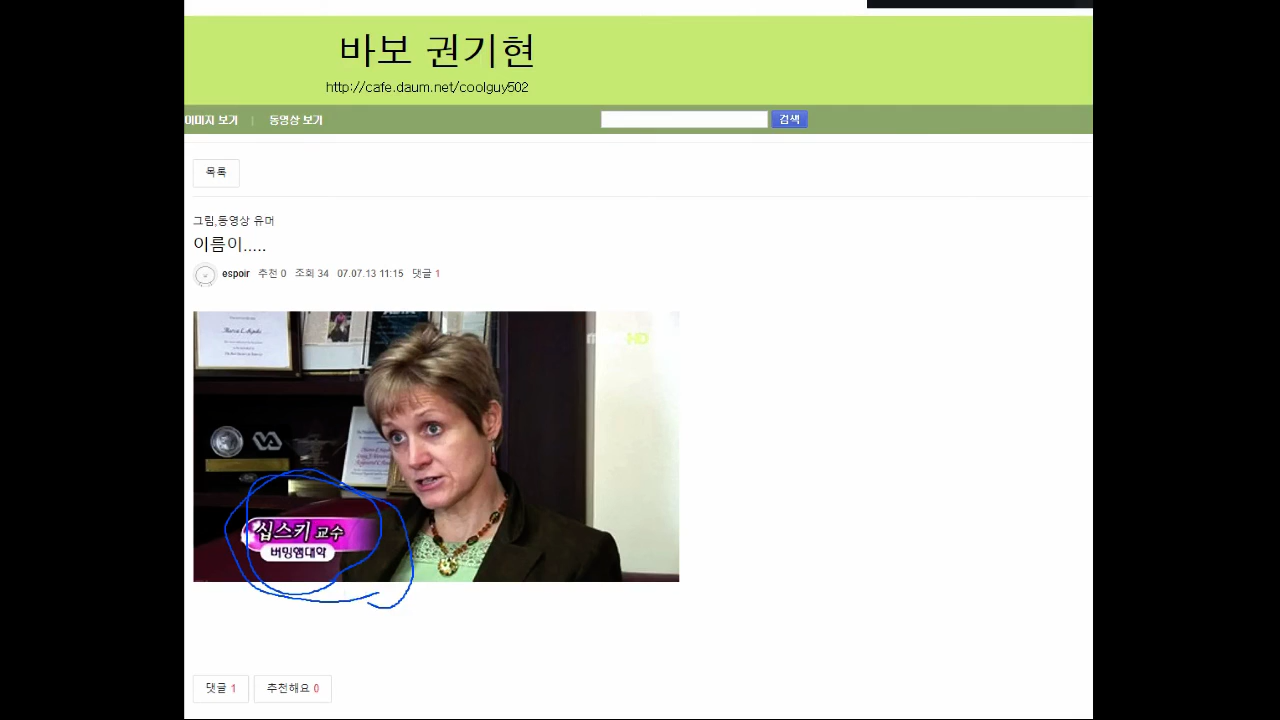 바보 권기현
http://cafe.daum.net/coolguy502
이미지 보기 | 동영상 보기
검색
목록
그림,동영상 유머
이름이.....
espoir 추천 0 조회 34 07.07.13 11:15 댓글 1
HD
VA
십스키 교수
버밍엠대학
댓글 1
추천해요 0